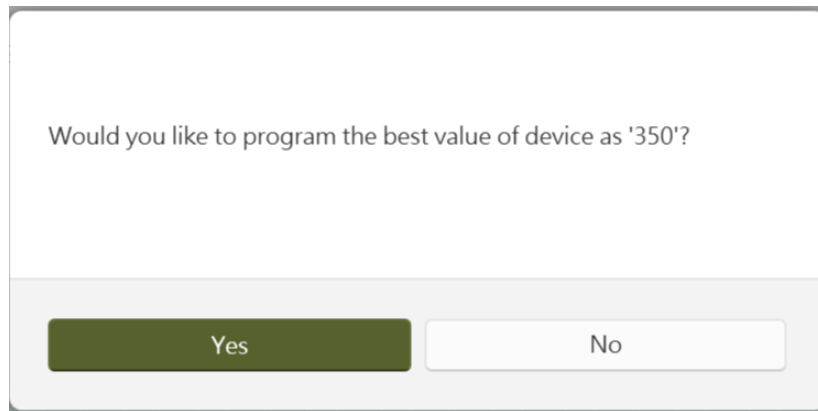 Would you like to program the best value of device as '350'?
Yes
No